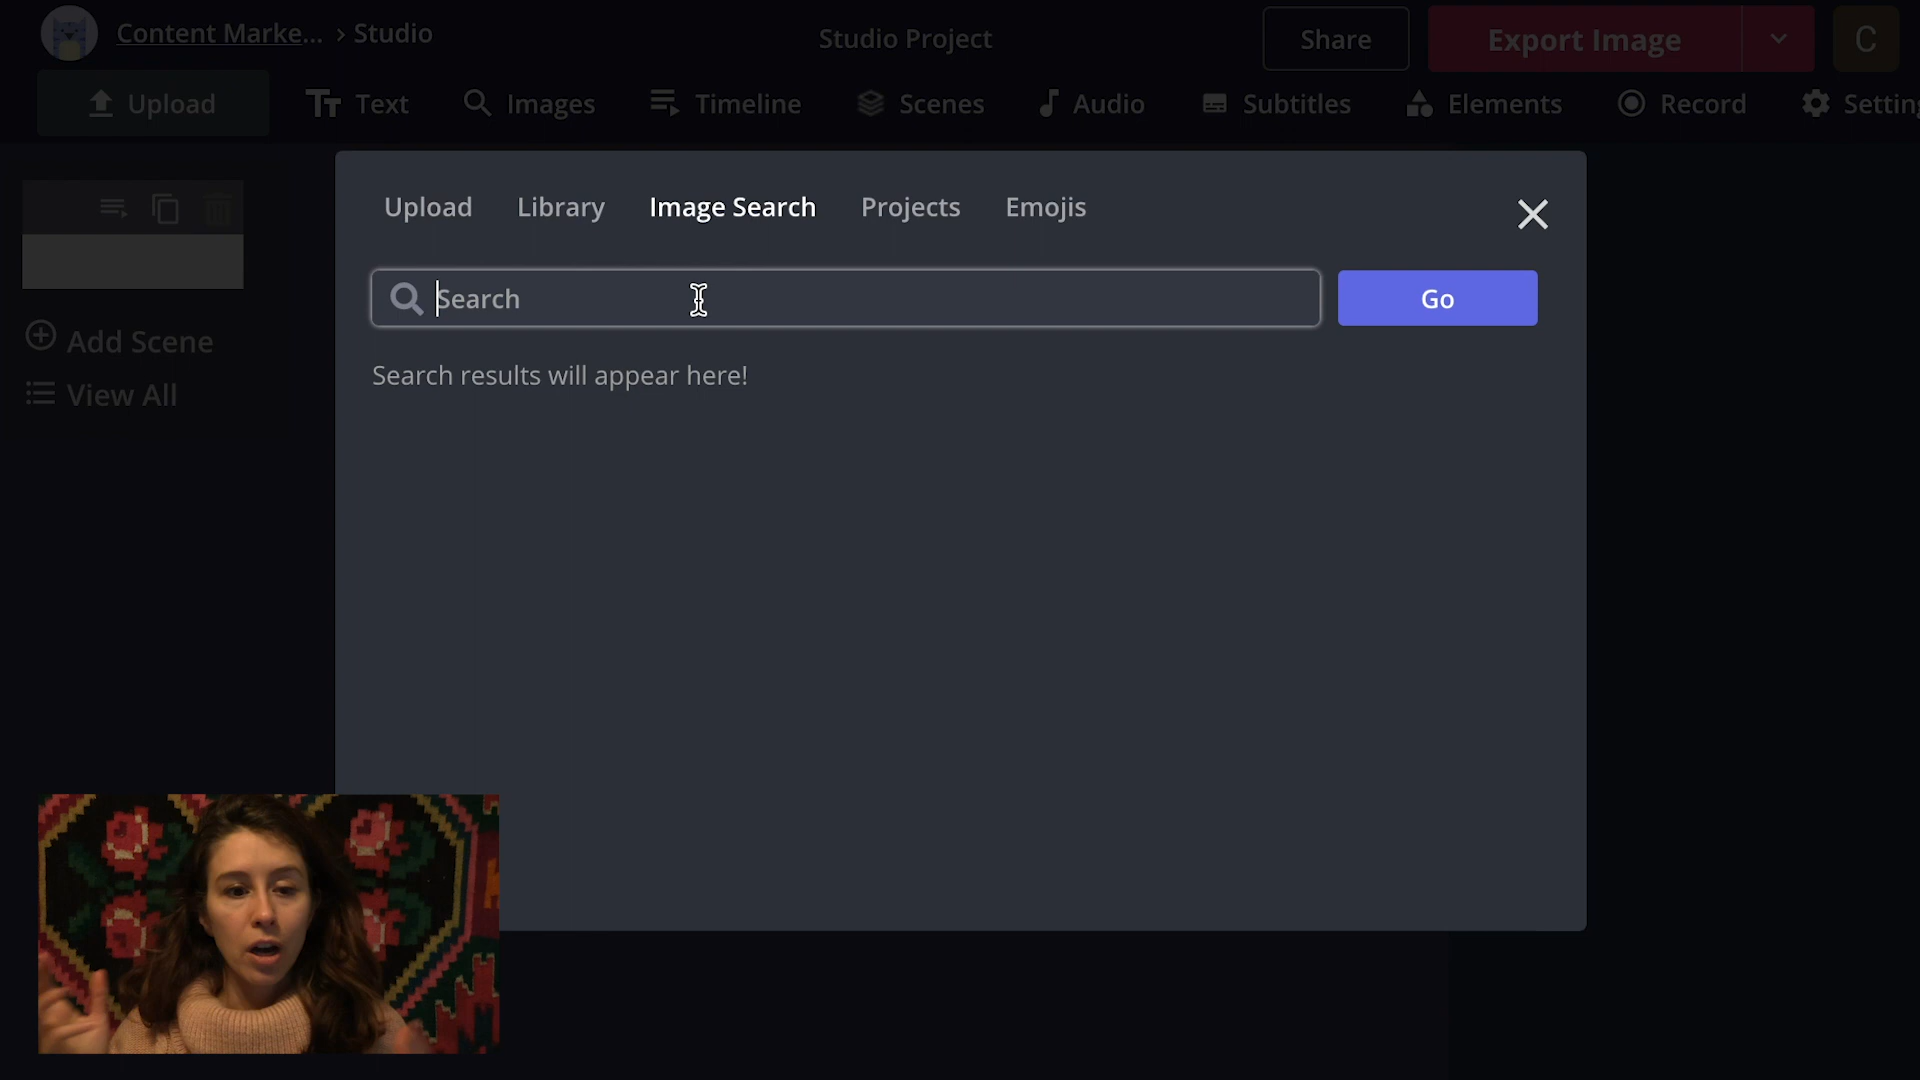 Content Marke... > Studio
Studio Project
Share
Export Image
C
Upload
Text
Images
Timeline
Scenes
Audio
Subtitles
Elements
Record
Setting
Upload
Library
Image Search
Projects
Emojis
Search
Go
Search results will appear here!
Add Scene
View All